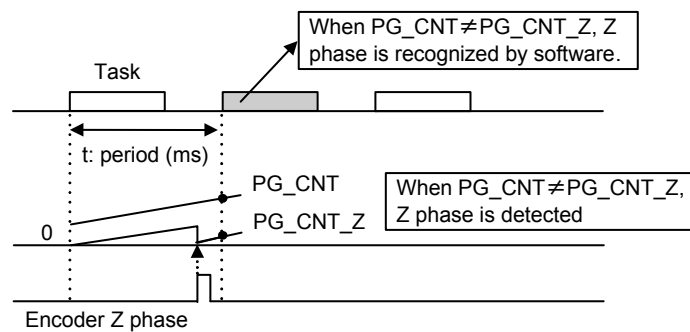 When PG_CNT≠PG_CNT_Z, Z
phase is recognized by software.
Task
t: period (ms)
PG_CNT
When PG_CNT≠PG_CNT_Z,
Z phase is detected
0
PG_CNT_Z
Encoder Z phase